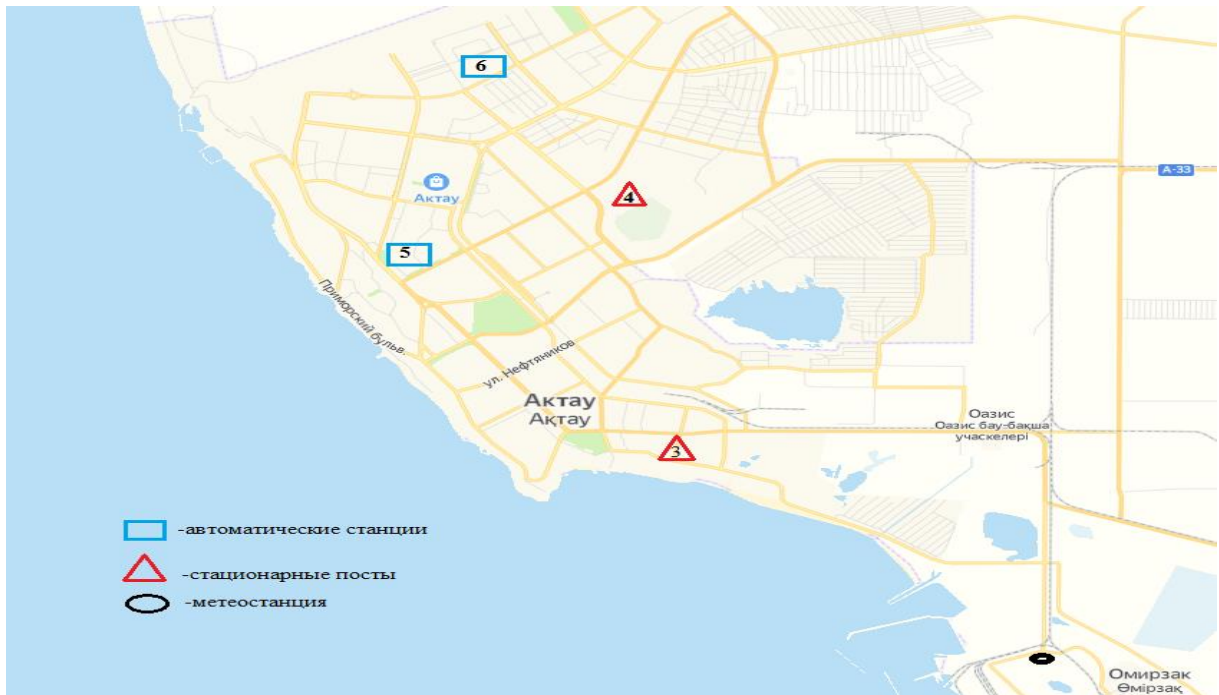 6
А-33
4
Актау
5
Приморский бульв.
ул. Нефтяников
Актау
Ақтау
Оазис
Оазис бау-бақша
учаскелері
3
-автоматические станции
-стационарные посты
-метеостанция
Омирзак
Өмірзақ